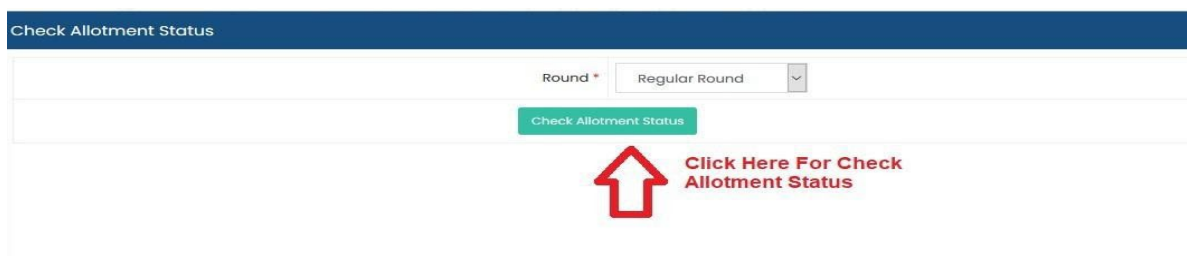 Check Allotment Status
Round * Regular Round
Check Allotment Status
Click Here For Check
Allotment Status